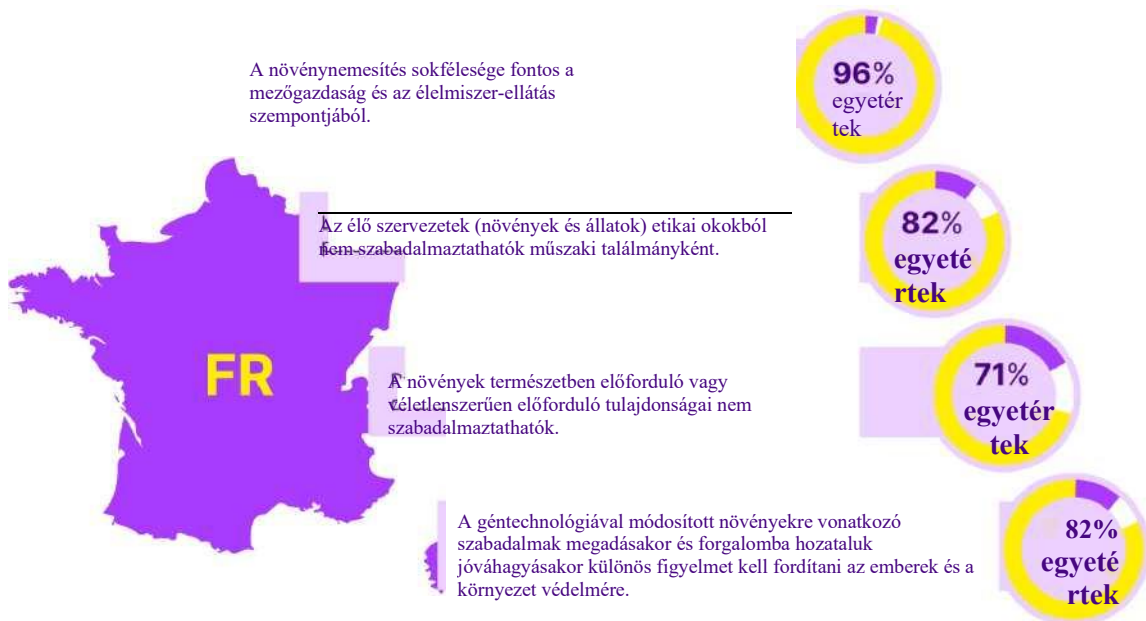 A növénynemesítés sokfélesége fontos a
mezőgazdaság és az élelmiszer-ellátás
szempontjából.
96%
egyetér
tek
Az élő szervezetek (növények és állatok) etikai okokból
nem szabadalmaztathatók műszaki találmányként.
82%
egyeté
rtek
FR
A növények természetben előforduló vagy
véletlenszerűen előforduló tulajdonságai nem
szabadalmaztathatók.
71%
egyetér
tek
A géntechnológiával módosított növényekre vonatkozó
szabadalmak megadásakor és forgalomba hozataluk
jóváhagyásakor különös figyelmet kell fordítani az emberek és a
környezet védelmére.
82%
egyeté
rtek